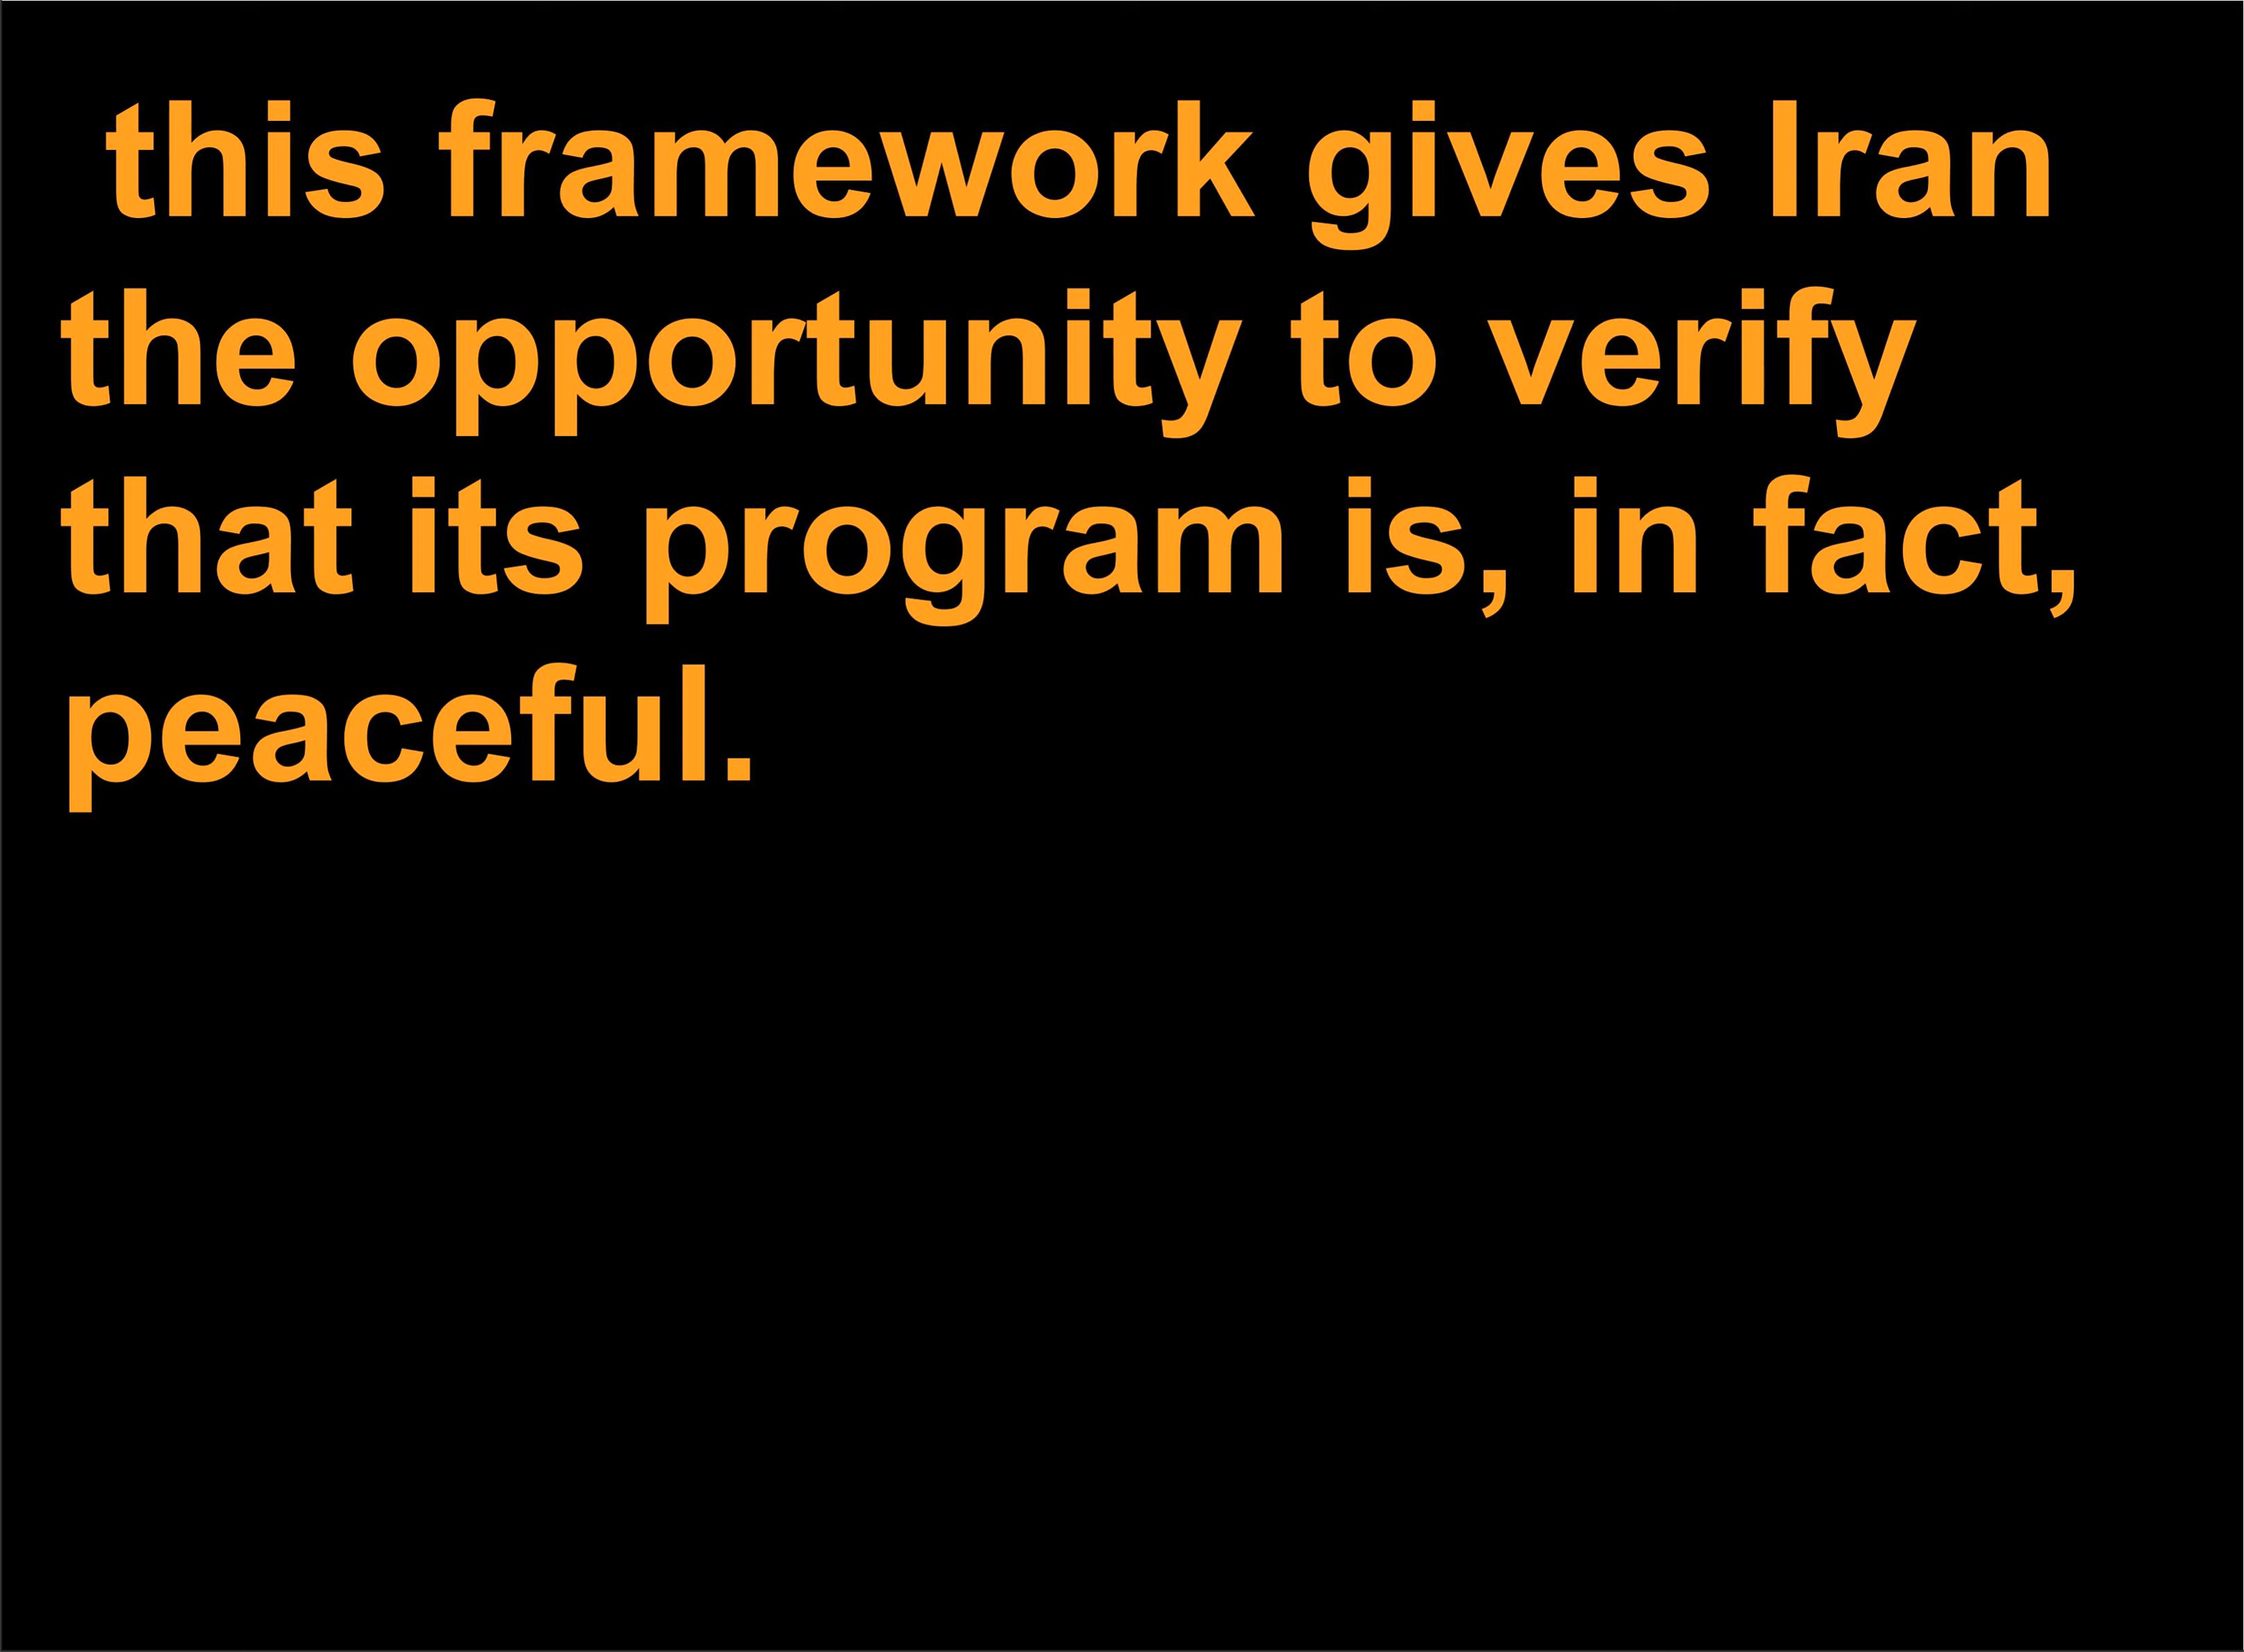 this framework gives Iran
the opportunity to verify
that its program is, in fact,
peaceful.